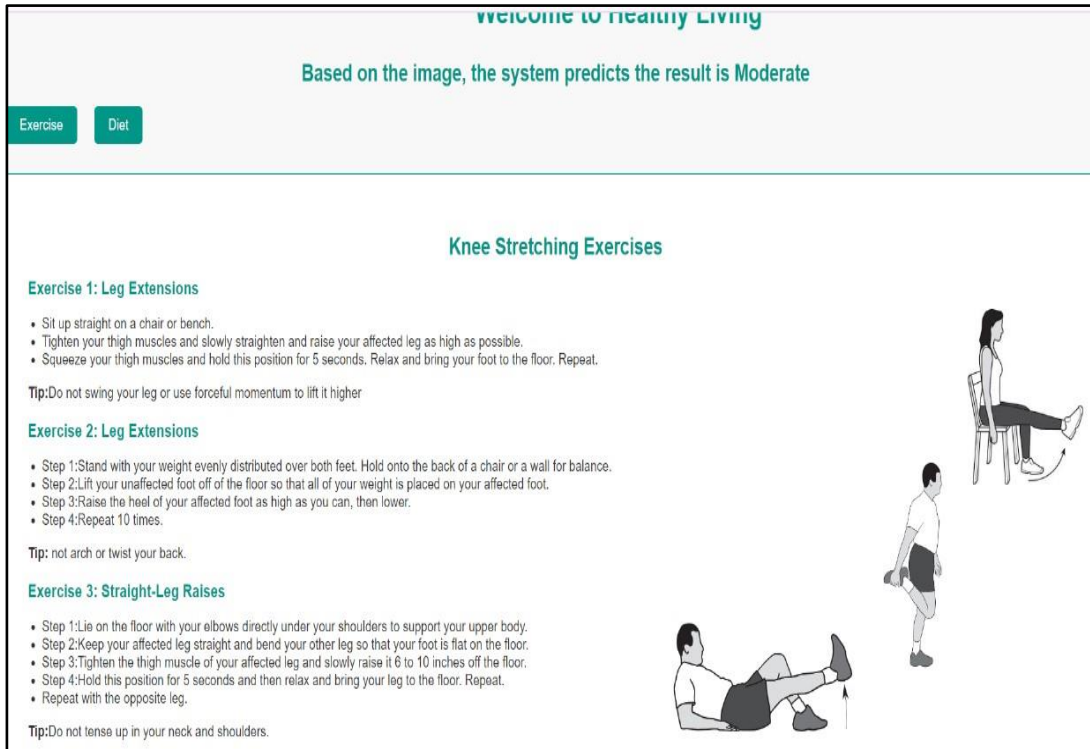 Welcome to Healthy Living
Based on the image, the system predicts the result is Moderate
Exercise
Diet
Knee Stretching Exercises
Exercise 1: Leg Extensions
• Sit up straight on a chair or bench.
• Tighten your thigh muscles and slowly straighten and raise your affected leg as high as possible.
• Squeeze your thigh muscles and hold this position for 5 seconds. Relax and bring your foot to the floor. Repeat.
Tip:Do not swing your leg or use forceful momentum to lift it higher
Exercise 2: Leg Extensions
• Step 1:Stand with your weight evenly distributed over both feet. Hold onto the back of a chair or a wall for balance.
• Step 2:Lift your unaffected foot off of the floor so that all of your weight is placed on your affected foot.
• Step 3:Raise the heel of your affected foot as high as you can, then lower.
• Step 4:Repeat 10 times.
Tip: not arch or twist your back.
Exercise 3: Straight-Leg Raises
• Step 1:Lie on the floor with your elbows directly under your shoulders to support your upper body.
• Step 2:Keep your affected leg straight and bend your other leg so that your foot is flat on the floor.
• Step 3:Tighten the thigh muscle of your affected leg and slowly raise it 6 to 10 inches off the floor.
• Step 4:Hold this position for 5 seconds and then relax and bring your leg to the floor. Repeat.
• Repeat with the opposite leg.
Tip:Do not tense up in your neck and shoulders.